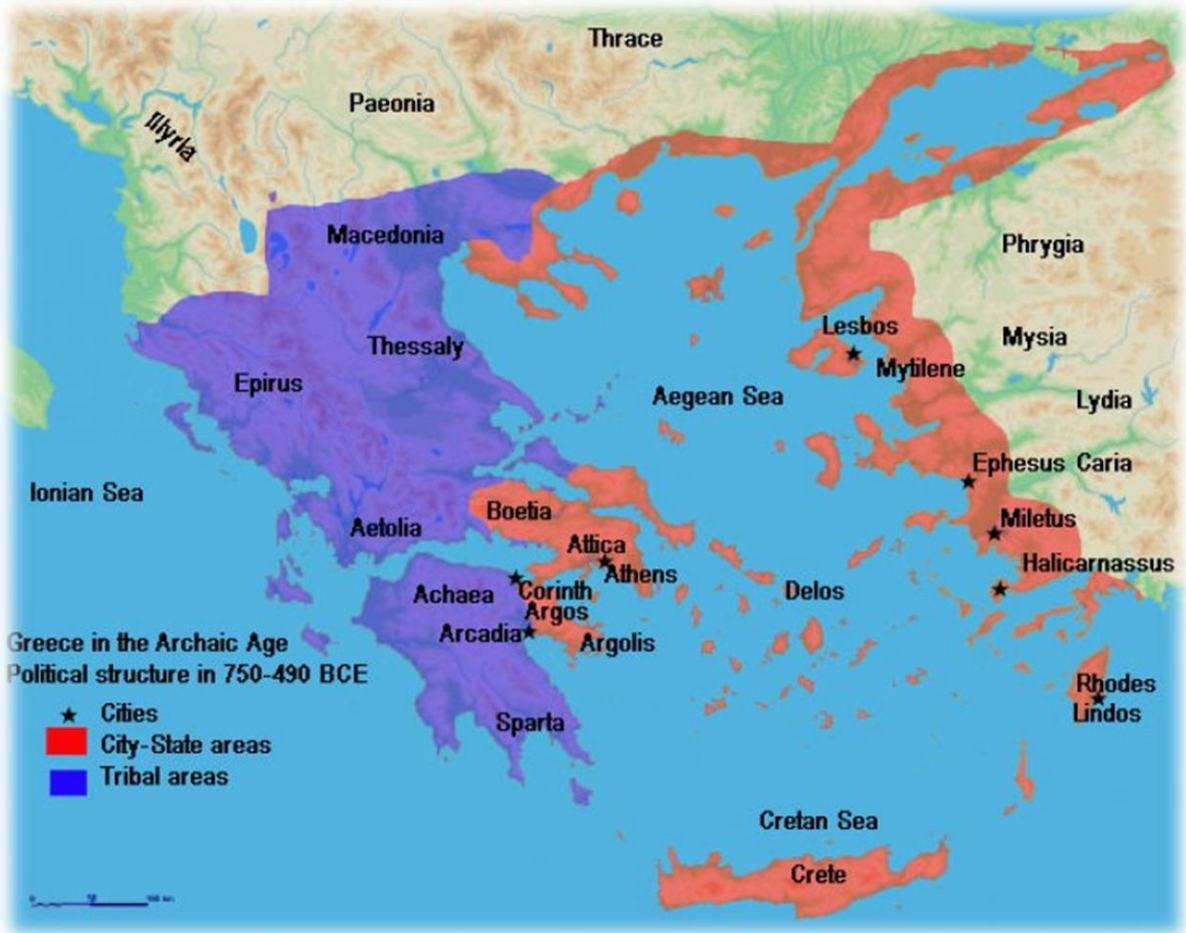 Thrace
Paeonia
Illyria
Macedonia
Phrygia
Lesbos
Mysia
Thessaly
Mytilene
Epirus
Aegean Sea
Lydia
Ephesus Caria
Ionian Sea
Boetia
Miletus
Aetolia
Attica
Halicarnassus
Athens
Achaea
Corinth
Delos
Argos
Arcadia
Argolis
Greece in the Archaic Age
Political structure in 750-490 BCE
Rhodes
Lindos
Cities
Sparta
City-State areas
Tribal areas
Cretan Sea
Crete